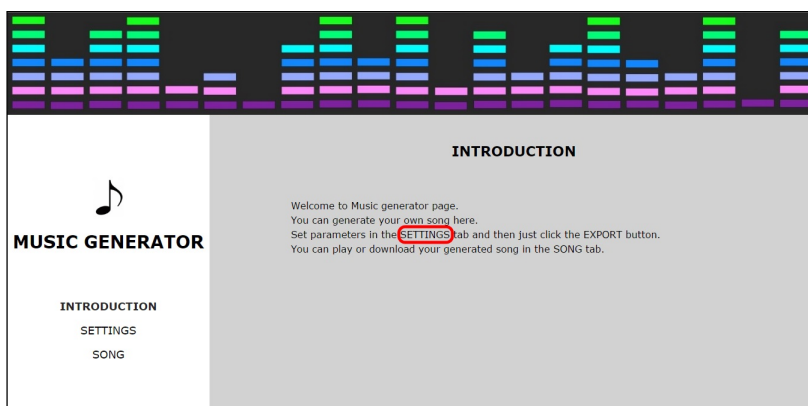 INTRODUCTION
Welcome to Music generator page.
You can generate your own song here.
Set parameters in the SETTINGS tab and then just click the EXPORT button.
You can play or download your generated song in the SONG tab.
MUSIC GENERATOR
INTRODUCTION
SETTINGS
SONG